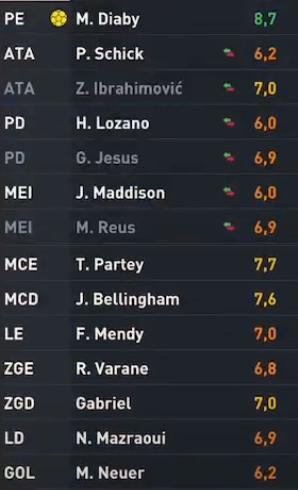 PE M. Diaby 8,7
ATA P. Schick 6,2
ATA Z. Ibrahimović 7,0
PD H. Lozano 6,0
PD G. Jesus 6,9
MEI J. Maddison 6,0
MEI M. Reus 6,9
MCE T. Partey 7,7
MCD J. Bellingham 7,6
LE F. Mendy 7,0
ZGE R. Varane 6,8
ZGD Gabriel 7,0
LD N. Mazraoui 6,9
GOL M. Neuer 6,2